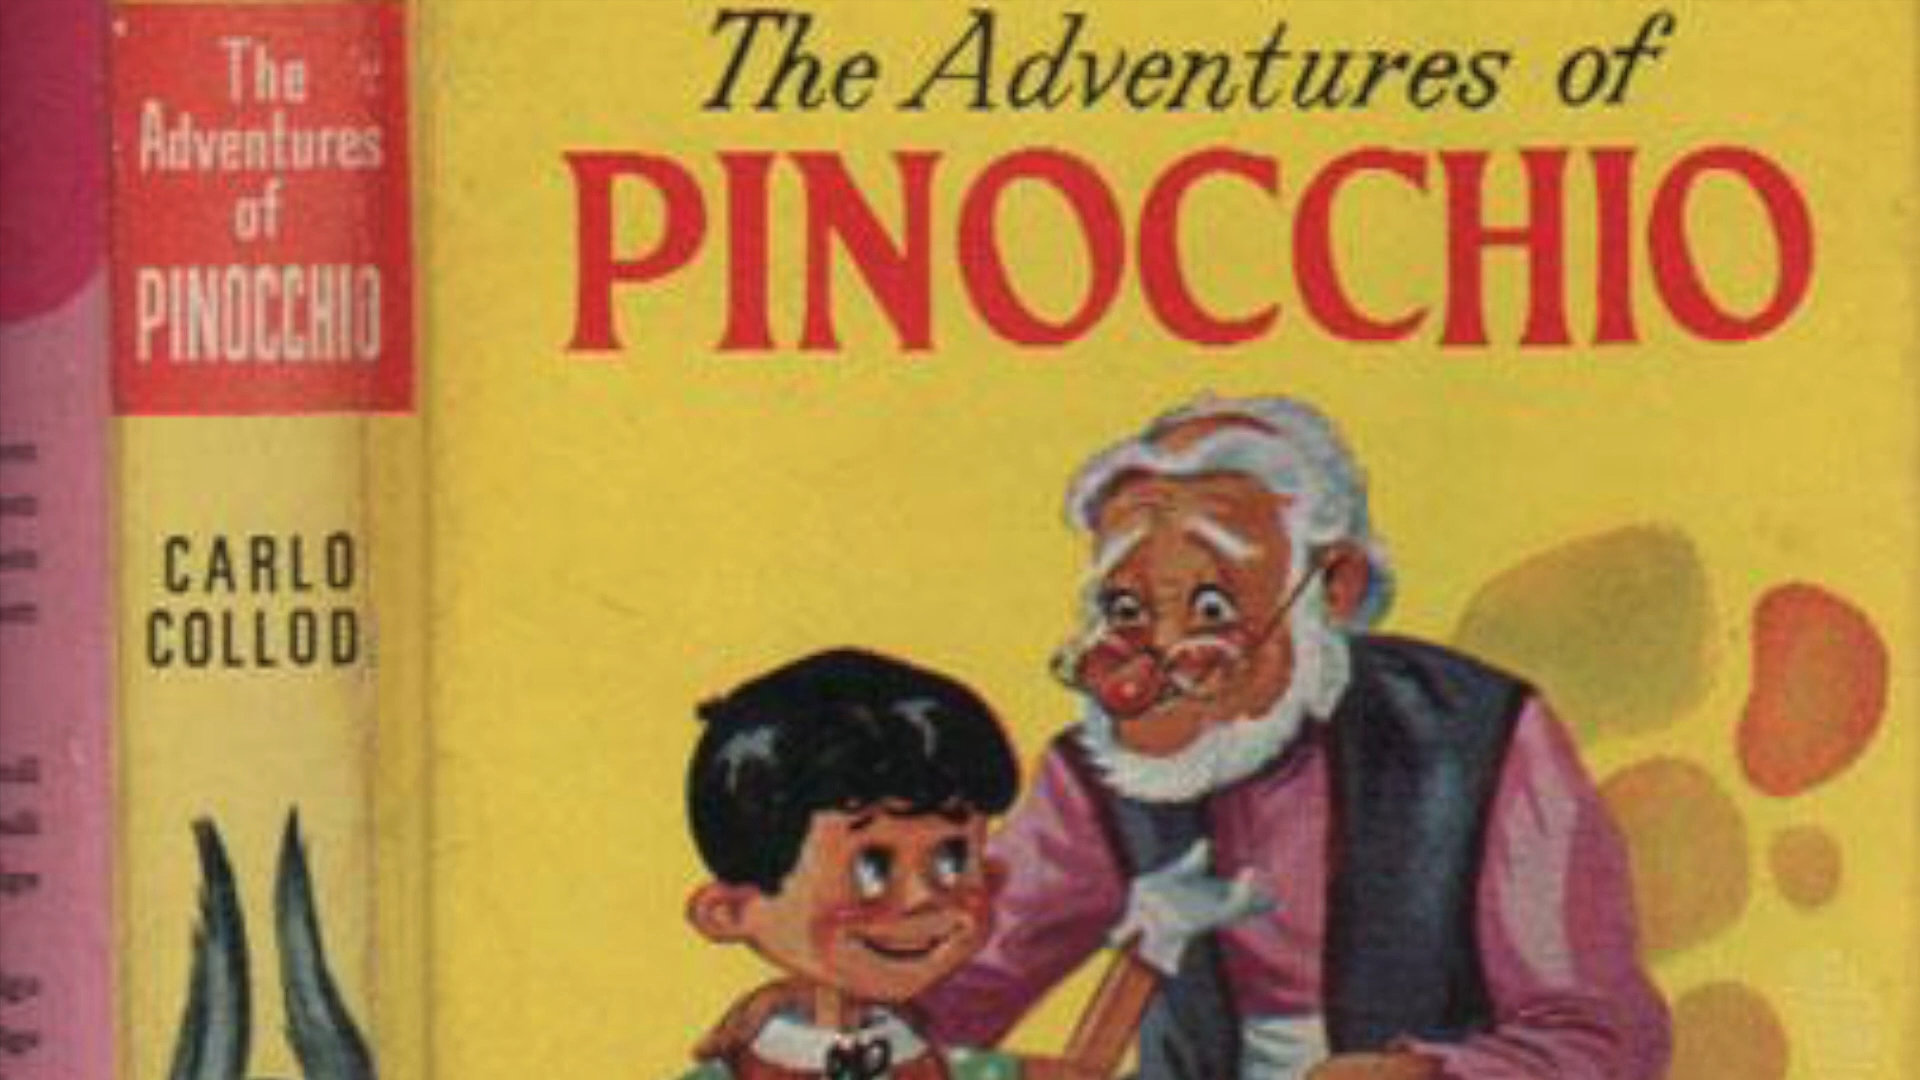 The
Adventures
of
PINOCCHIO
CARLO
COLLOD
The Adventures of
PINOCCHIO